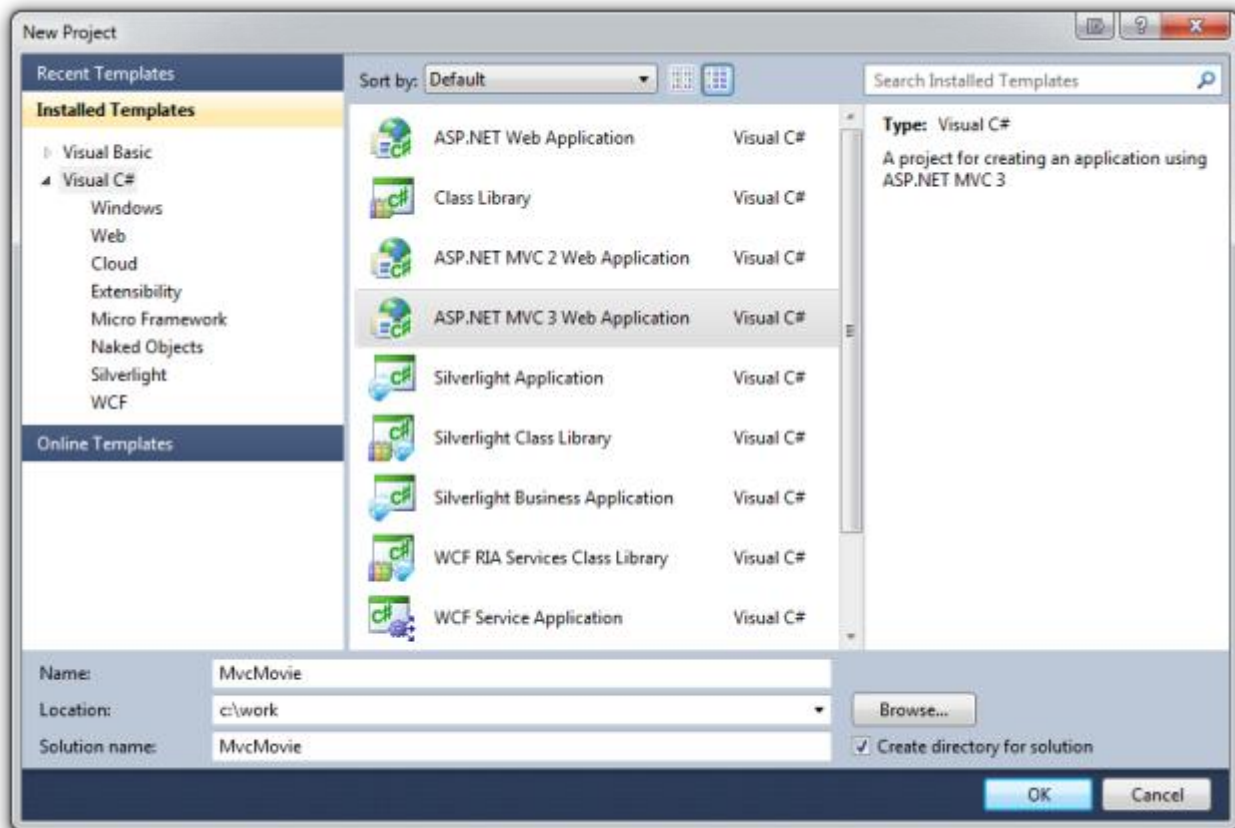 New Project
Recent Templates
Installed Templates
Visual Basic
Visual C#
Windows
Web
Cloud
Extensibility
Micro Framework
Naked Objects
Silverlight
WCF
Online Templates
Sort by: Default
ASP.NET Web Application Visual C#
Class Library Visual C#
ASP.NET MVC 2 Web Application Visual C#
ASP.NET MVC 3 Web Application Visual C#
Silverlight Application Visual C#
Silverlight Class Library Visual C#
Silverlight Business Application Visual C#
WCF RIA Services Class Library Visual C#
WCF Service Application Visual C#
Search Installed Templates
Type: Visual C#
A project for creating an application using
ASP.NET MVC 3
Name: MvcMovie
Location: c:\work
Browse...
Solution name: MvcMovie
Create directory for solution
OK
Cancel